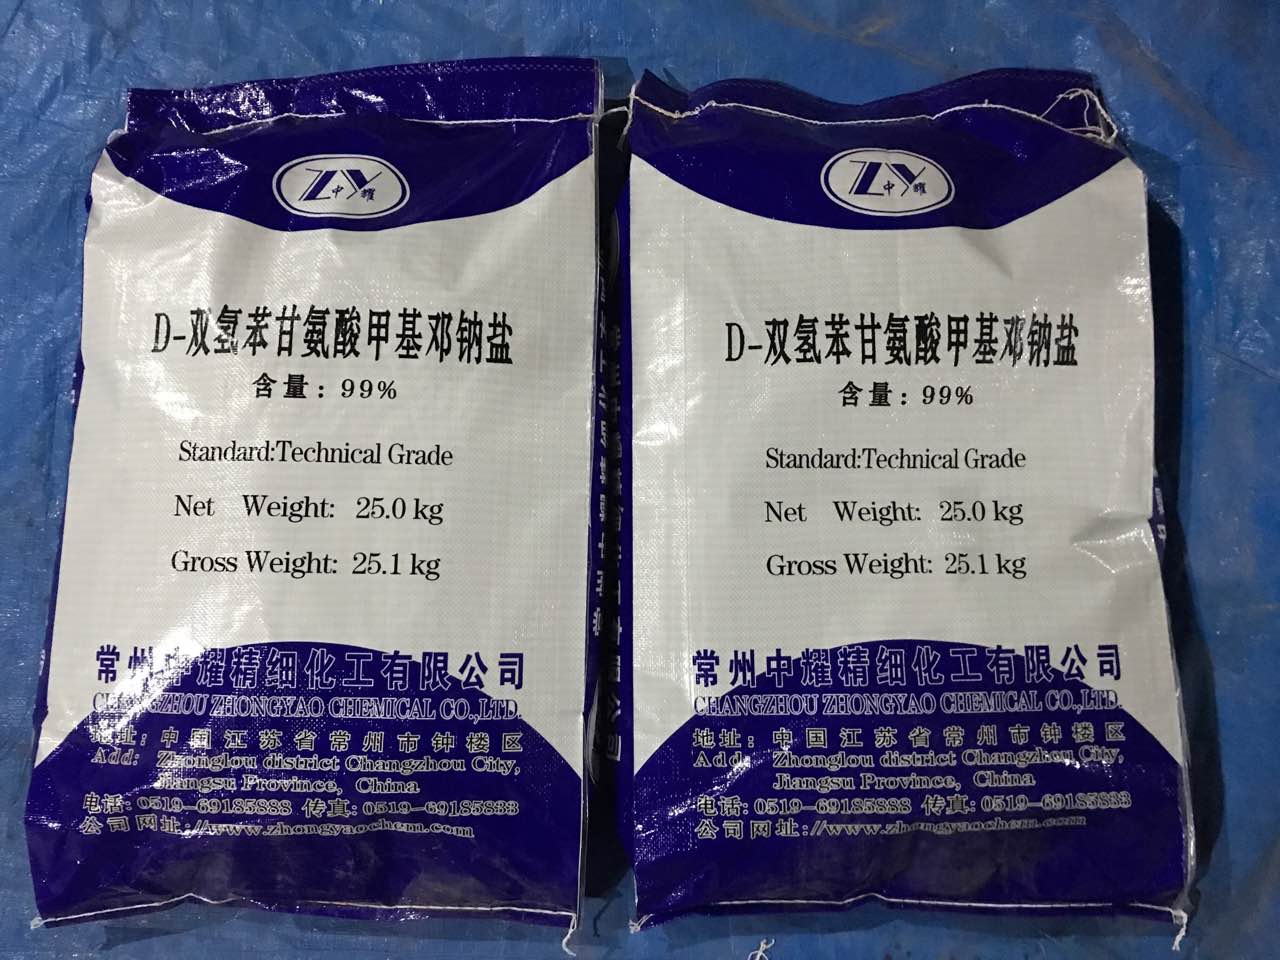 ZY
中耀
D-双氢苯甘氨酸甲基邓钠盐
含量: 99%
Standard:Technical Grade
Net Weight: 25.0 kg
Gross Weight: 25.1 kg
常州中耀精细化工有限公司
CHANGZHOU ZHONGYAO CHEMICAL CO.,LTD.
地址: 中国江苏省常州市钟楼区
Add: Zhonglou district Changzhou City,
Jiangsu Province, China
电话: 0519-69185888 传真: 0519-69185833
公司网址://www.zhongyaochem.com
ZY
中耀
D-双氢苯甘氨酸甲基邓钠盐
含量: 99%
Standard:Technical Grade
Net Weight: 25.0 kg
Gross Weight: 25.1 kg
常州中耀精细化工有限公司
CHANGZHOU ZHONGYAO CHEMICAL CO.,LTD.
地址: 中国江苏省常州市钟楼区
Add: Zhonglou district Changzhou City,
Jiangsu Province, China
电话: 0519-69185888 传真: 0519-69185833
公司网址://www.zhongyaochem.com